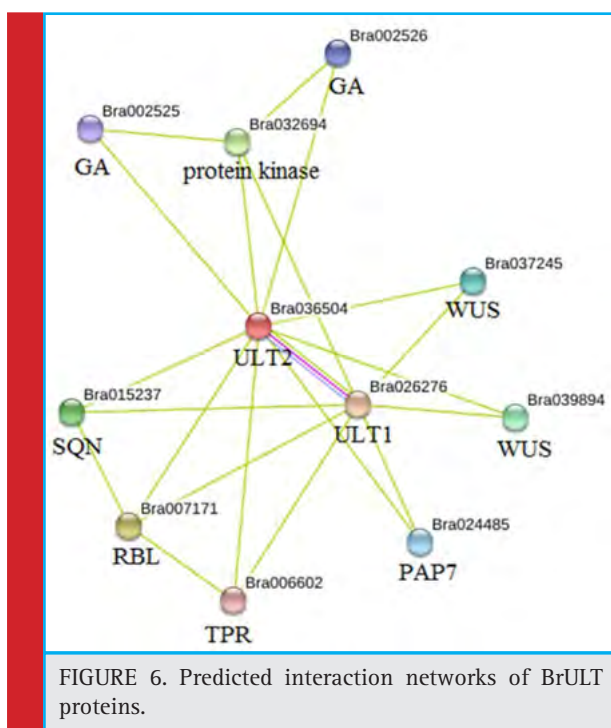 Bra002526
GA
Bra002525
GA
Bra032694
protein kinase
Bra037245
WUS
Bra036504
ULT2
Bra026276
ULT1
Bra039894
WUS
Bra015237
SQN
Bra007171
RBL
Bra024485
PAP7
Bra006602
TPR
FIGURE 6. Predicted interaction networks of BrULT
proteins.